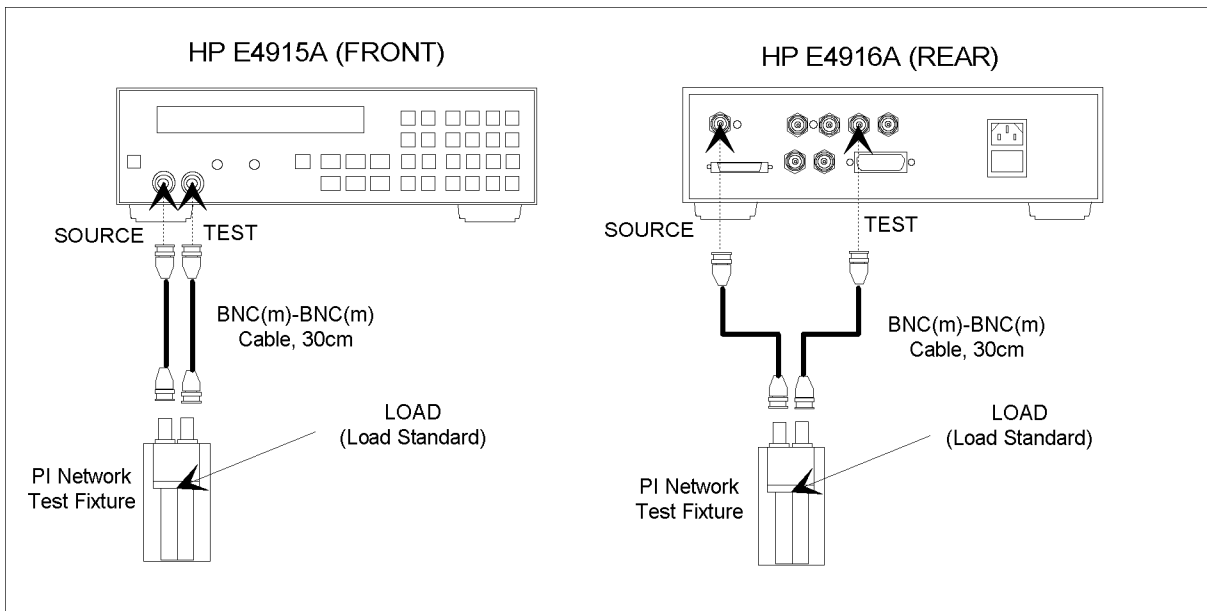 HP E4915A (FRONT)
SOURCE
TEST
BNC(m)-BNC(m)
Cable, 30cm
LOAD
(Load Standard)
PI Network
Test Fixture
HP E4916A (REAR)
SOURCE
TEST
BNC(m)-BNC(m)
Cable, 30cm
LOAD
(Load Standard)
PI Network
Test Fixture